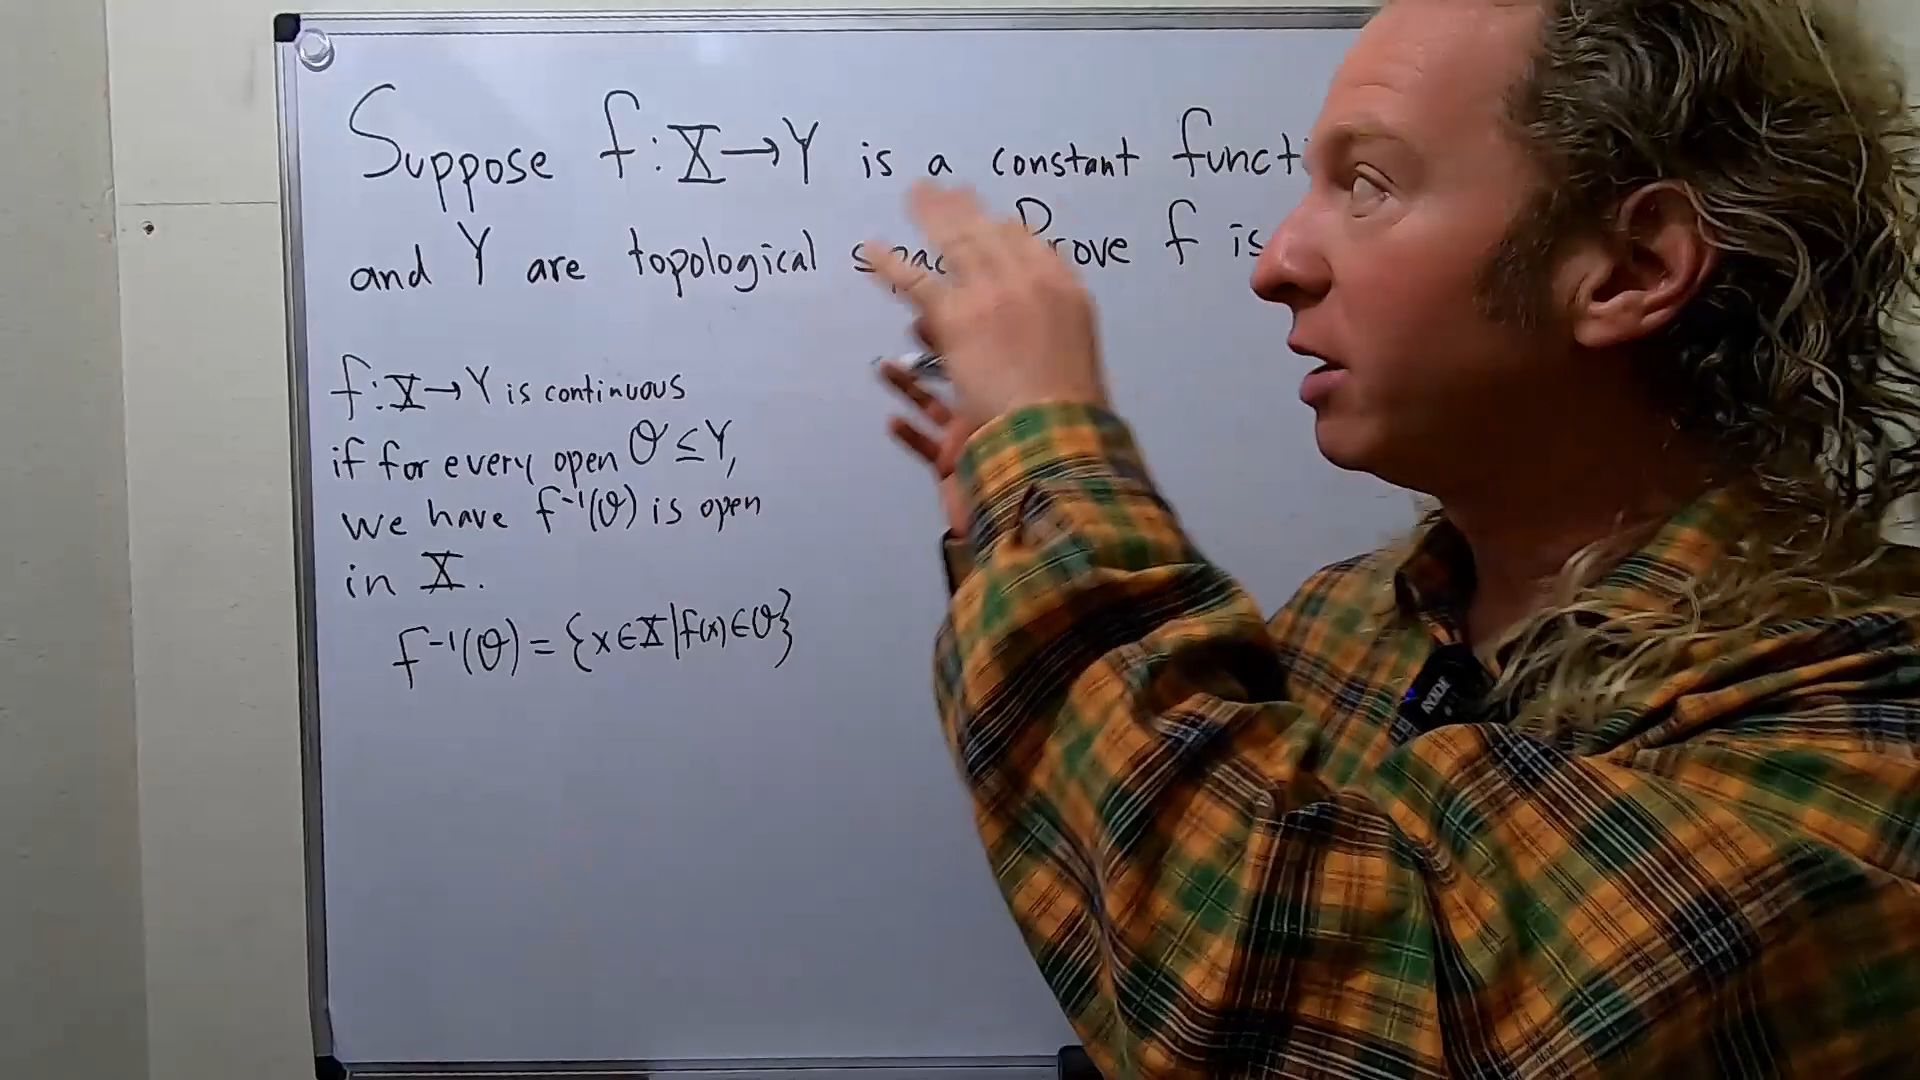 Suppose f: X → Y is a constant functi
and Y are topological spac Prove f is
f: X → Y is continuous
if for every open O ⊆ Y,
we have f⁻¹(O) is open
in X.
f⁻¹(O) = {x ∈ X | f(x) ∈ O}